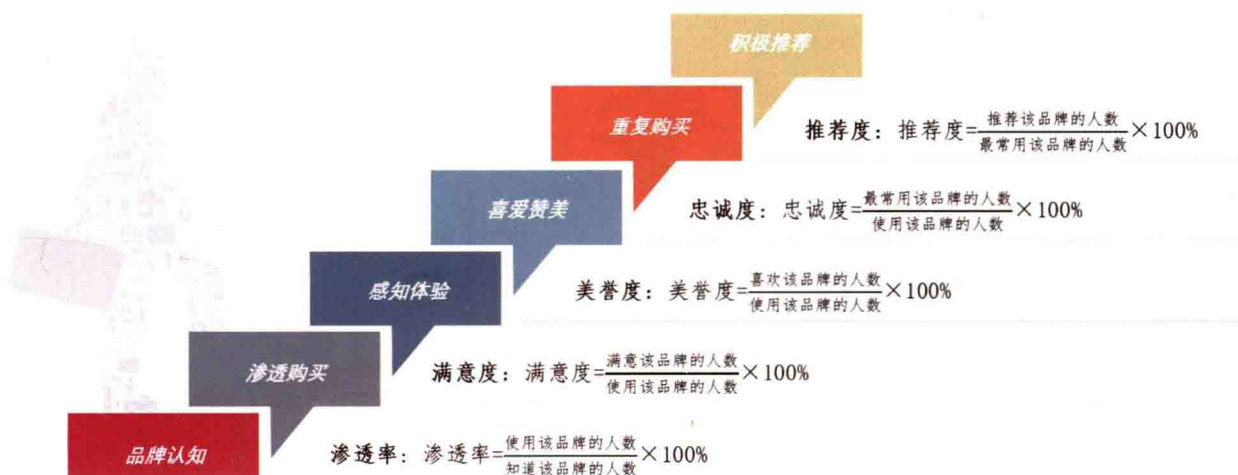 积极推荐
重复购买
推荐度：推荐度=推荐该品牌的人数/最常用该品牌的人数×100%
喜爱赞美
忠诚度：忠诚度=最常用该品牌的人数/使用该品牌的人数×100%
感知体验
美誉度：美誉度=喜欢该品牌的人数/使用该品牌的人数×100%
渗透购买
满意度：满意度=满意该品牌的人数/使用该品牌的人数×100%
品牌认知
渗透率：渗透率=使用该品牌的人数/知道该品牌的人数×100%